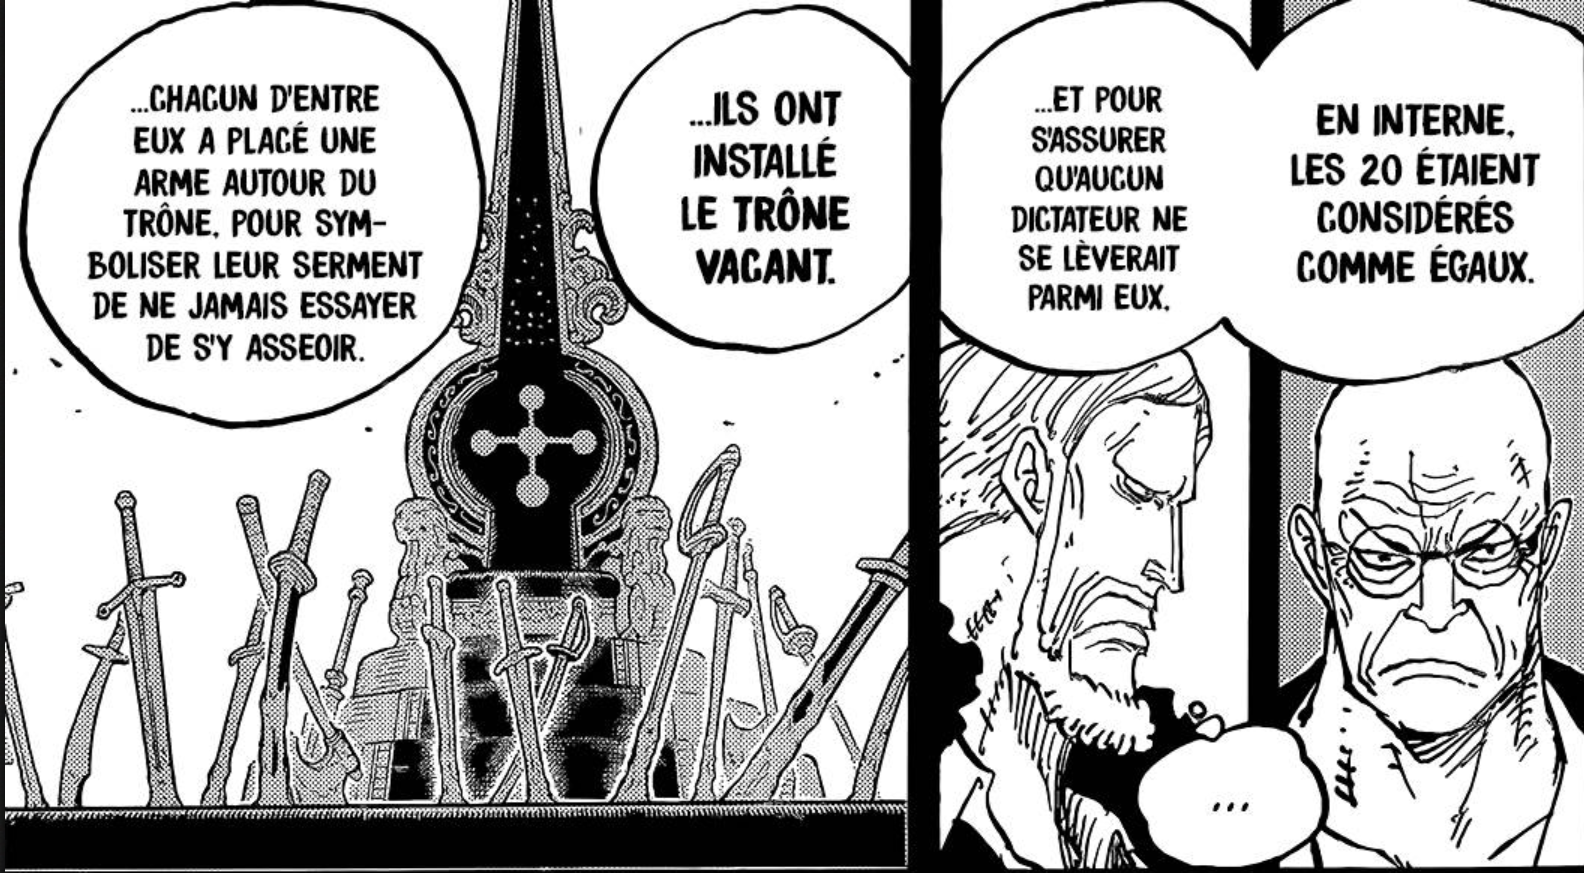 EN INTERNE,
LES 20 ÉTAIENT
CONSIDÉRÉS
COMME ÉGAUX.
...ET POUR
S'ASSURER
QU'AUCUN
DICTATEUR NE
SE LÈVERAIT
PARMI EUX,
...
...ILS ONT
INSTALLÉ
LE TRÔNE
VACANT.
...CHACUN D'ENTRE
EUX A PLACÉ UNE
ARME AUTOUR DU
TRÔNE, POUR SYM-
BOLISER LEUR SERMENT
DE NE JAMAIS ESSAYER
DE S'Y ASSEOIR.